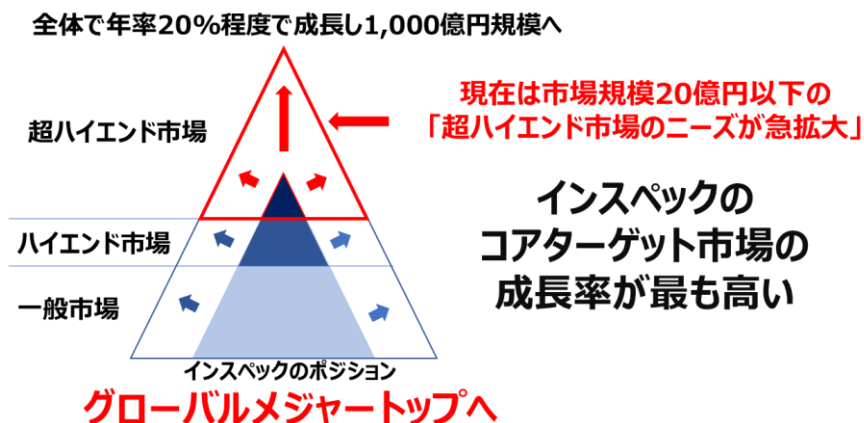 全体で年率20%程度で成長し1,000億円規模へ
現在は市場規模20億円以下の
「超ハイエンド市場のニーズが急拡大」
超ハイエンド市場
インスペックの
コアターゲット市場の
成長率が最も高い
ハイエンド市場
一般市場
インスペックのポジション
グローバルメジャートップへ